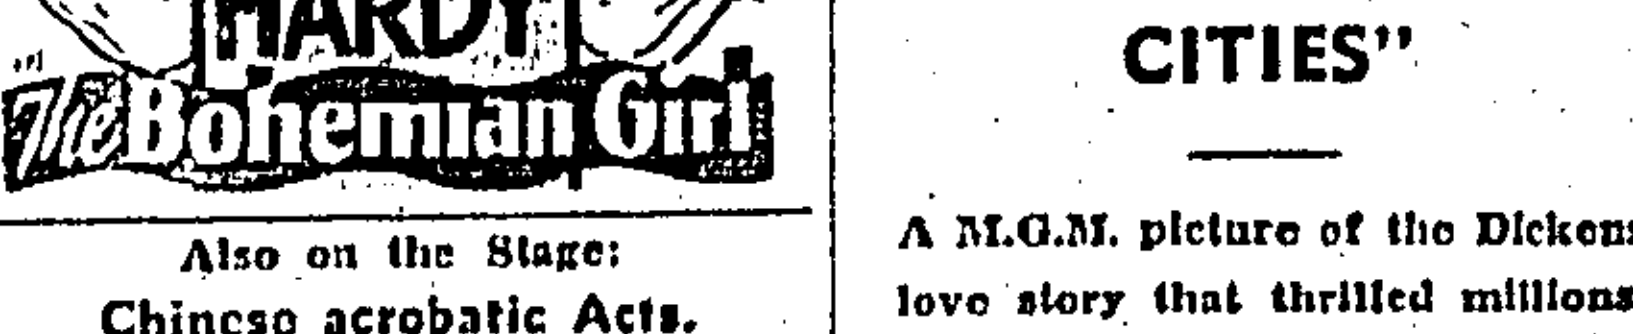 HARDY
The Bohemian Girl
Also on the Stage:
Chinese acrobatic Acts.
CITIES"
A M.G.M. picture of the Dickens
love story that thrilled millions